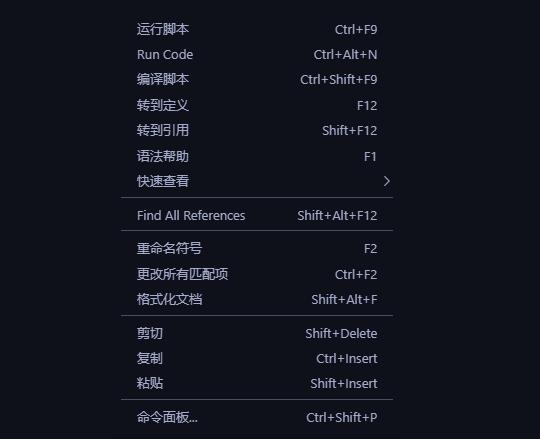 运行脚本 Ctrl+F9
Run Code Ctrl+Alt+N
编译脚本 Ctrl+Shift+F9
转到定义 F12
转到引用 Shift+F12
语法帮助 F1
快速查看
Find All References Shift+Alt+F12
重命名符号 F2
更改所有匹配项 Ctrl+F2
格式化文档 Shift+Alt+F
剪切 Shift+Delete
复制 Ctrl+Insert
粘贴 Shift+Insert
命令面板... Ctrl+Shift+P